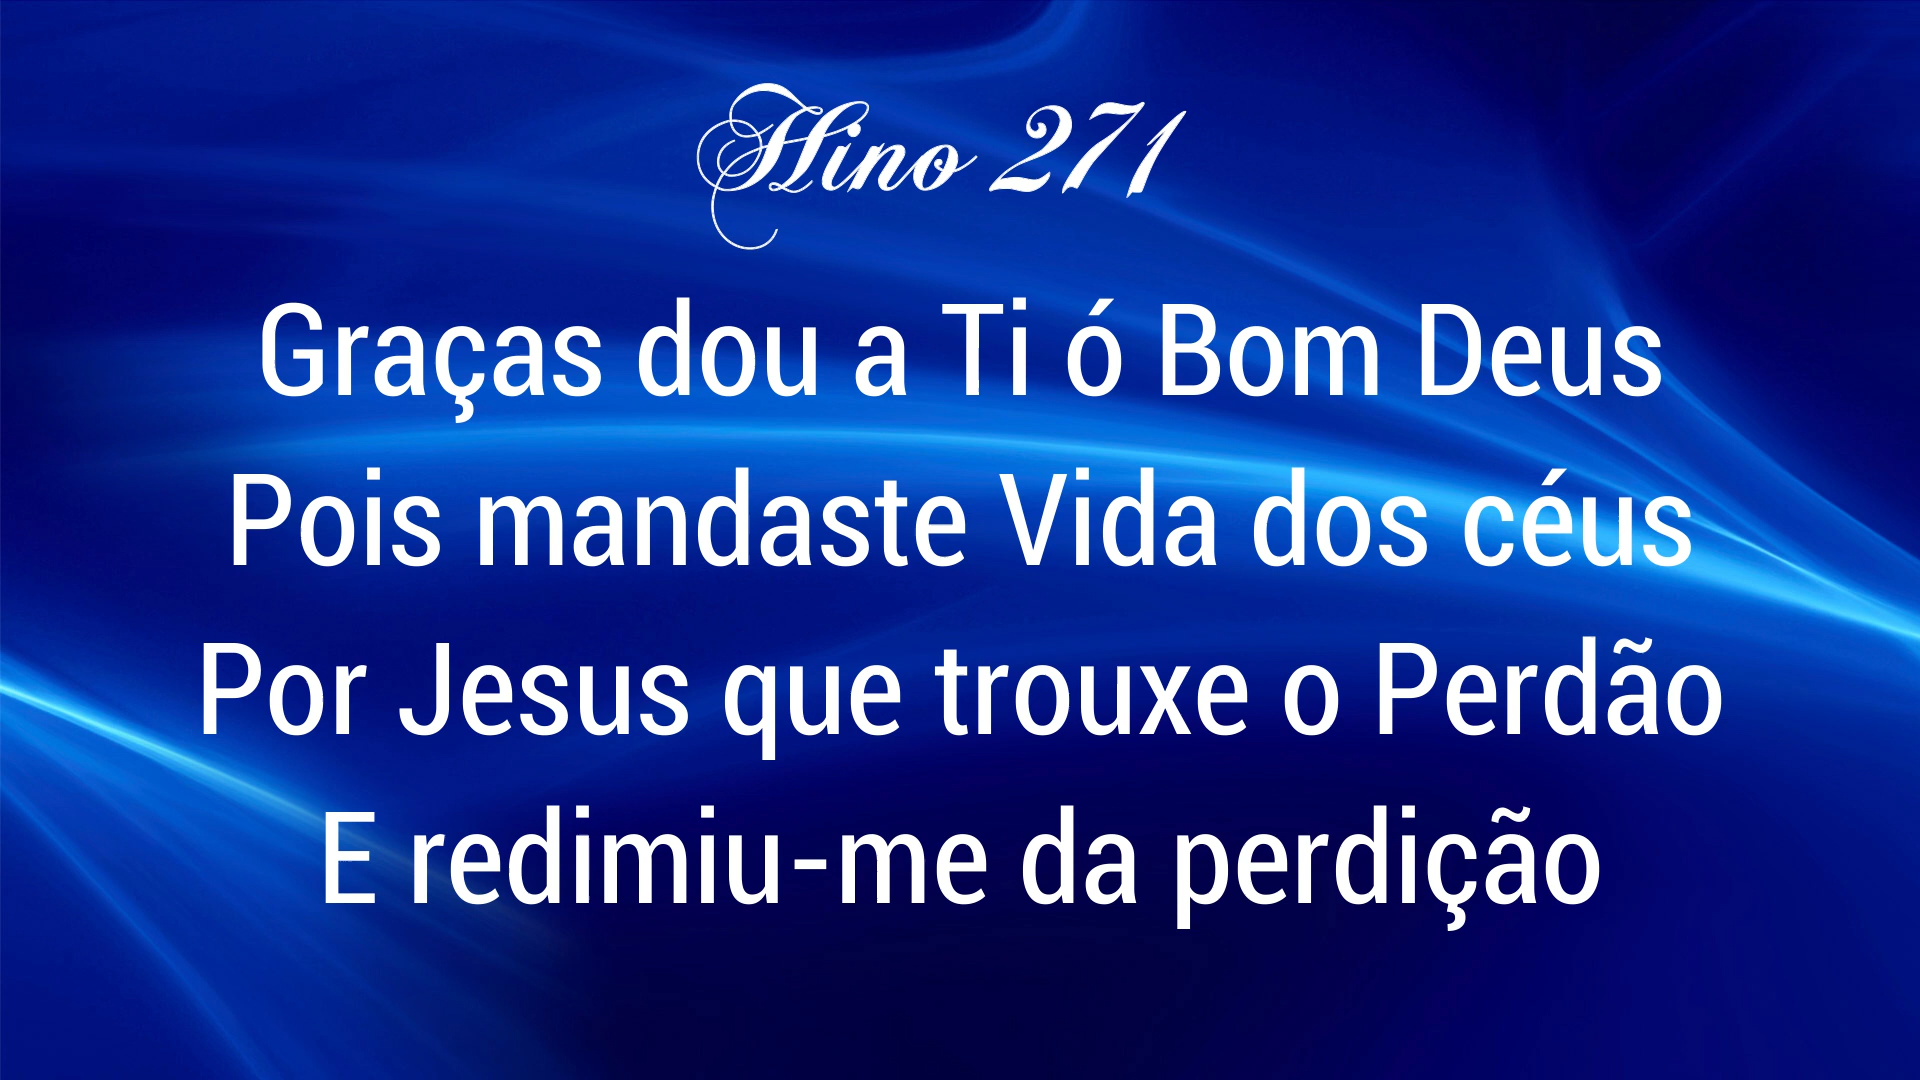 Hino 271
Graças dou a Ti ó Bom Deus
Pois mandaste Vida dos céus
Por Jesus que trouxe o Perdão
E redimiu-me da perdição